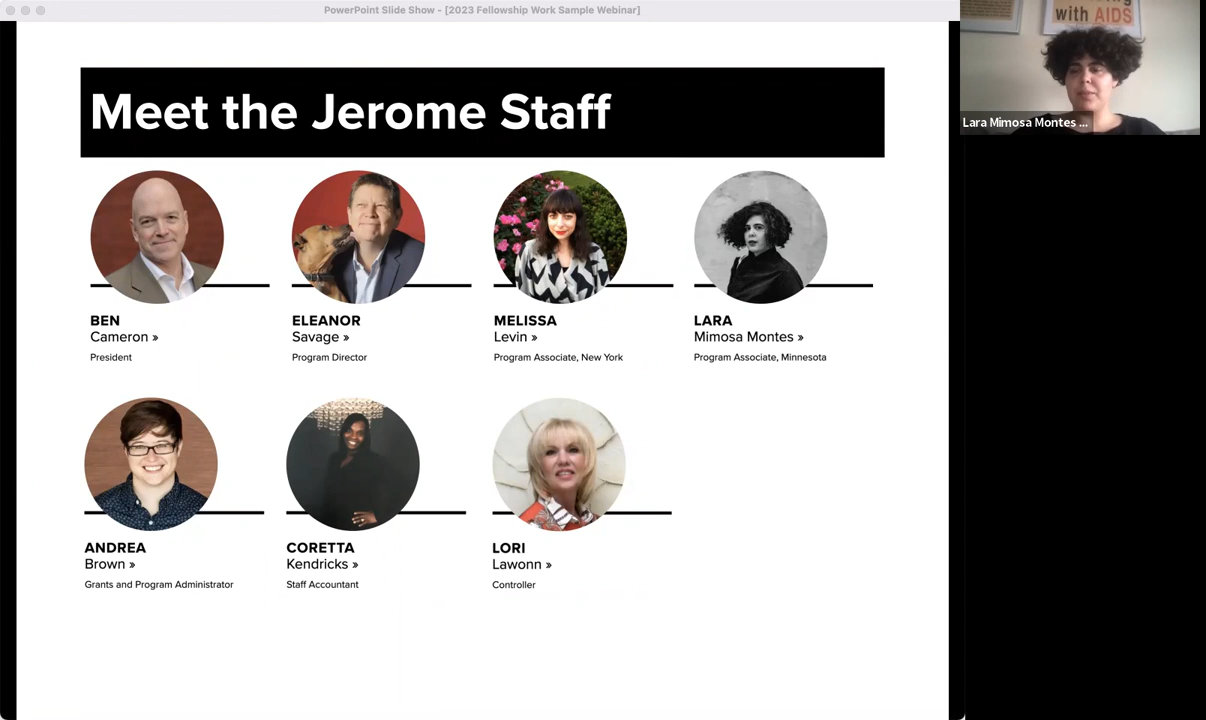 PowerPoint Slide Show - [2023 Fellowship Work Sample Webinar]
with AIDS
Lara Mimosa Montes ...
Meet the Jerome Staff
BEN
Cameron »
President
ELEANOR
Savage »
Program Director
MELISSA
Levin »
Program Associate, New York
LARA
Mimosa Montes »
Program Associate, Minnesota
ANDREA
Brown »
Grants and Program Administrator
CORETTA
Kendricks »
Staff Accountant
LORI
Lawonn »
Controller